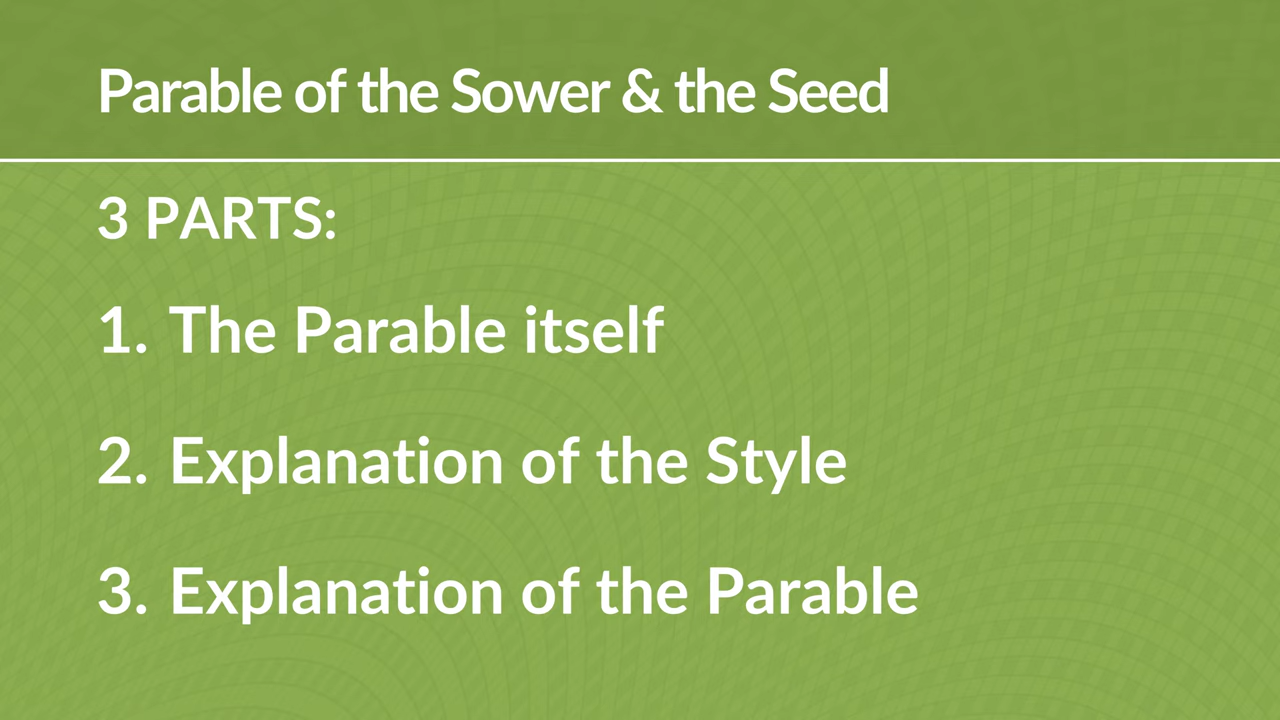 Parable of the Sower & the Seed
3 PARTS:
1. The Parable itself
2. Explanation of the Style
3. Explanation of the Parable